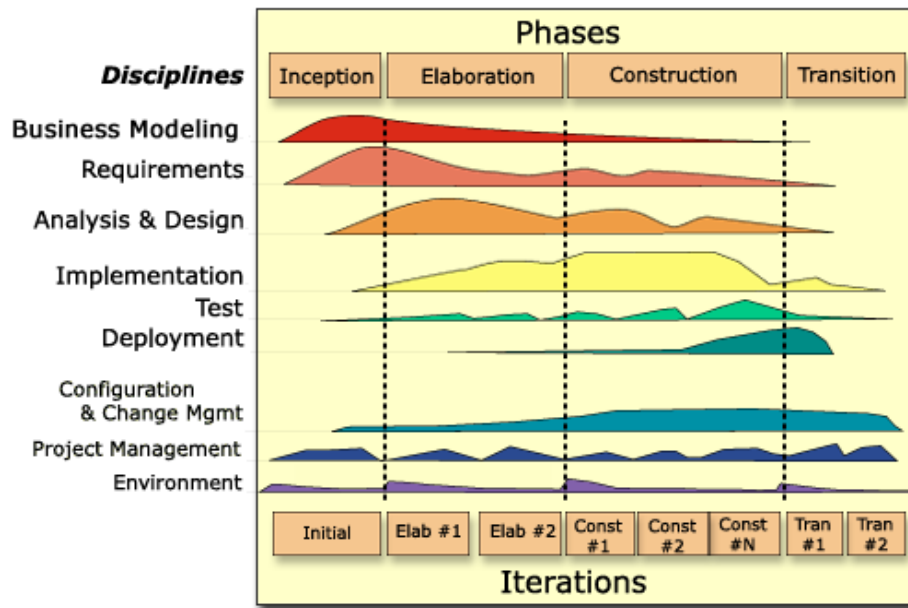 Phases
Disciplines
Inception
Elaboration
Construction
Transition
Business Modeling
Requirements
Analysis & Design
Implementation
Test
Deployment
Configuration
& Change Mgmt
Project Management
Environment
Initial
Elab #1
Elab #2
Const
#1
Const
#2
Const
#N
Tran
#1
Tran
#2
Iterations